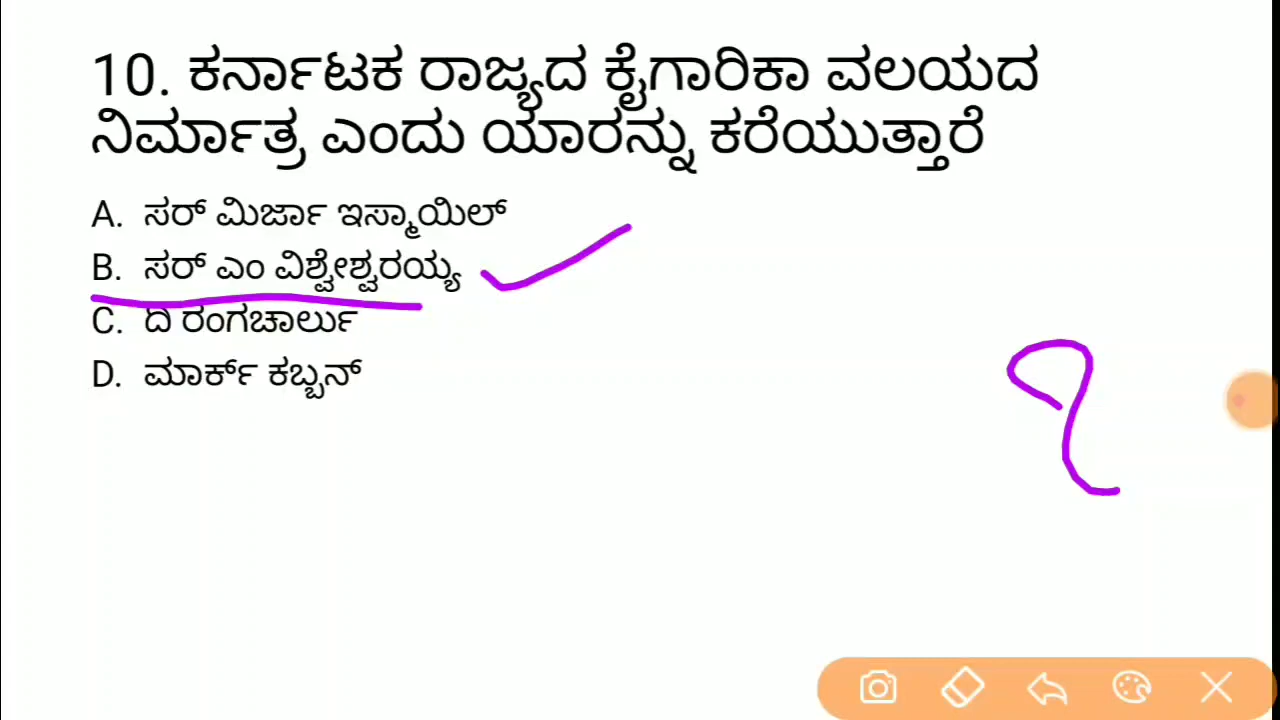 10. ಕರ್ನಾಟಕ ರಾಜ್ಯದ ಕೈಗಾರಿಕಾ ವಲಯದ
ನಿರ್ಮಾತ್ರ ಎಂದು ಯಾರನ್ನು ಕರೆಯುತ್ತಾರೆ
A. ಸರ್ ಮಿರ್ಜಾ ಇಸ್ಮಾಯಿಲ್
B. ಸರ್ ಎಂ ವಿಶ್ವೇಶ್ವರಯ್ಯ
C. ದಿ ರಂಗಚಾರ್ಲು
D. ಮಾರ್ಕ್ ಕಬ್ಬನ್